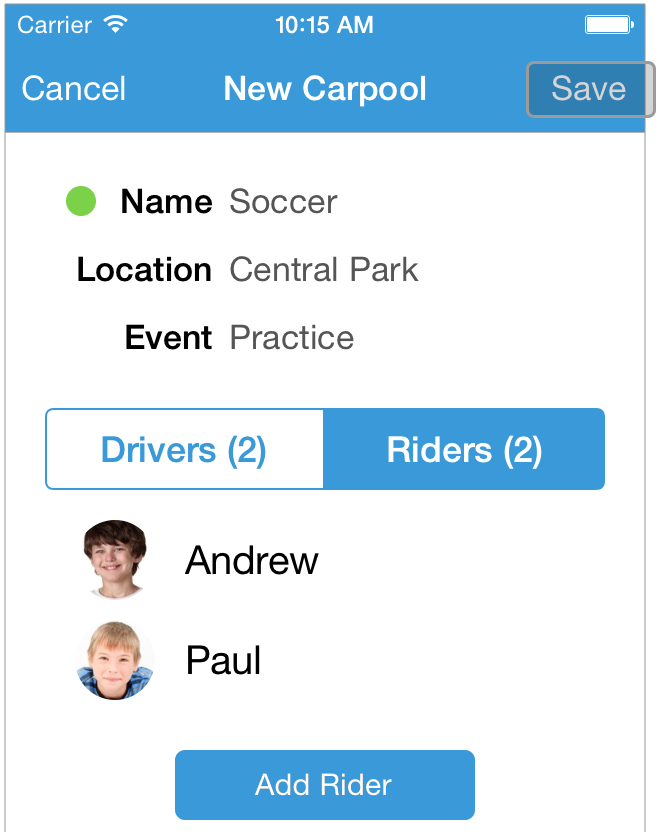 Carrier 10:15 AM
Cancel New Carpool Save
Name Soccer
Location Central Park
Event Practice
Drivers (2) Riders (2)
Andrew
Paul
Add Rider